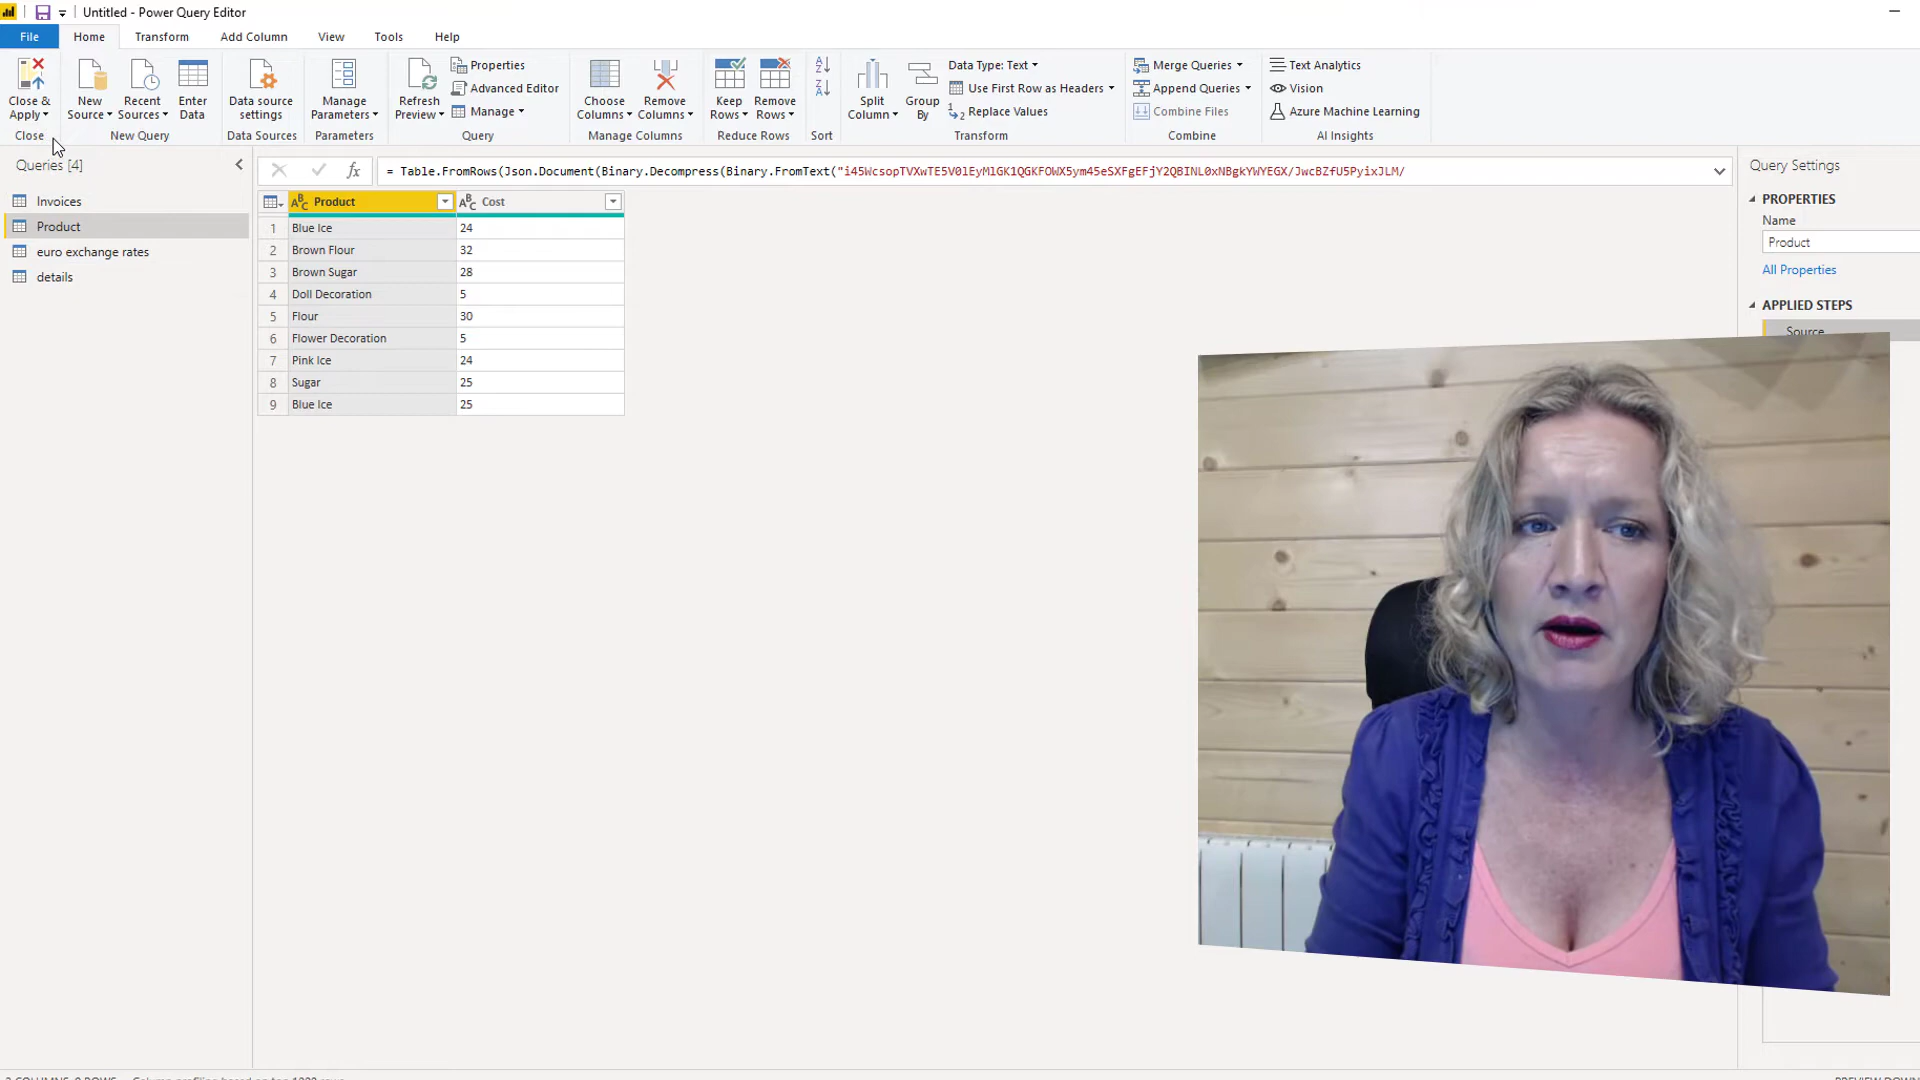 Untitled - Power Query Editor
File Home Transform Add Column View Tools Help
Close & Apply
New Source
Recent Sources
Enter Data
Data source settings
Manage Parameters
Refresh Preview
Properties
Advanced Editor
Manage
Choose Columns
Remove Columns
Keep Rows
Remove Rows
Split Column
Group By
Data Type: Text
Use First Row as Headers
Replace Values
Merge Queries
Append Queries
Combine Files
Text Analytics
Vision
Azure Machine Learning
Close New Query Data Sources Parameters Query Manage Columns Reduce Rows Sort Transform Combine AI Insights
Queries [4]
Invoices
Product
euro exchange rates
details
= Table.FromRows(Json.Document(Binary.Decompress(Binary.FromText("i45WcsopTVXwTE5V0lEyMlGK1QGKFOWX5ym45eSXFgEFjY2QBINL0xNBgkYWYEGX/JwcBZfU5PyixJLM/
Product Cost
1 Blue Ice 24
2 Brown Flour 32
3 Brown Sugar 28
4 Doll Decoration 5
5 Flour 30
6 Flower Decoration 5
7 Pink Ice 24
8 Sugar 25
9 Blue Ice 25
Query Settings
PROPERTIES
Name
Product
All Properties
APPLIED STEPS
Source